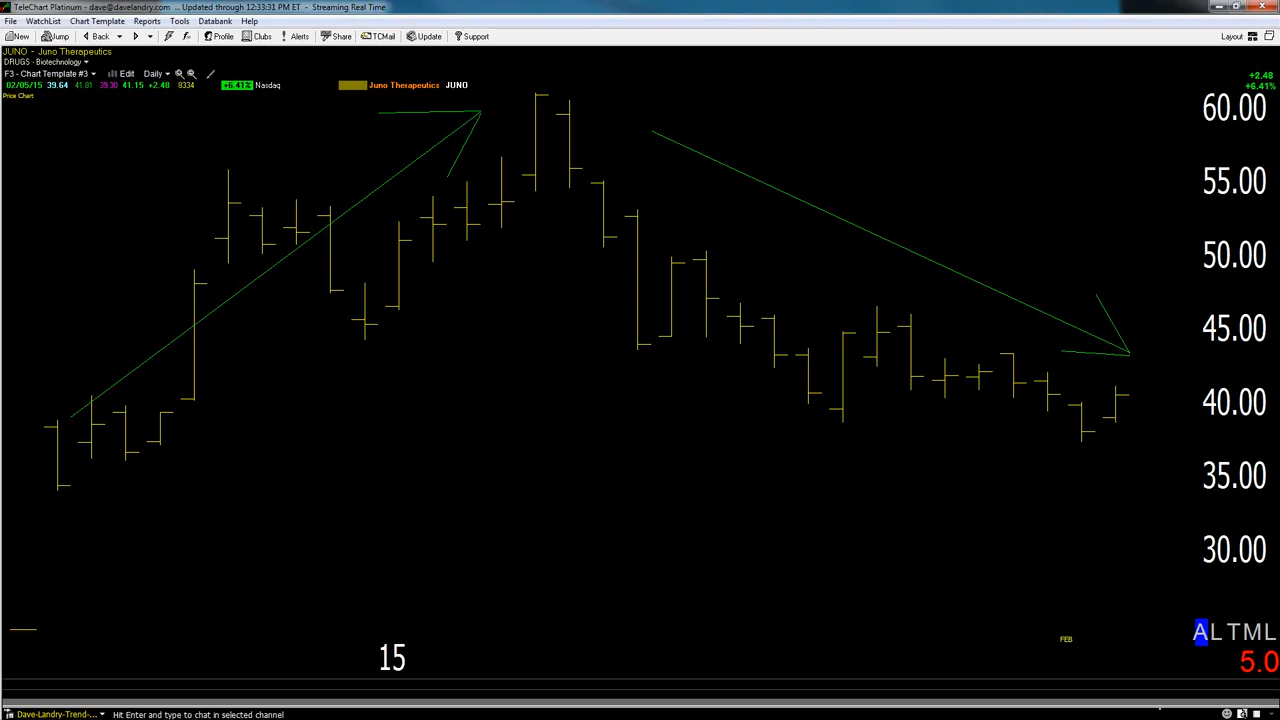 TeleChart Platinum - dave@davelandry.com ... Updated through 12:33:31 PM ET - Streaming Real Time
File WatchList Chart Template Reports Tools Databank Help
New Jump Back Profile Clubs Alerts Share TCMail Update Support Layout
JUNO - Juno Therapeutics
DRUGS - Biotechnology
F3 - Chart Template #3 Edit Daily
+2.48
02/05/15 39.64 41.81 39.30 41.15 +2.48 8334 +6.41% Nasdaq Juno Therapeutics JUNO
+6.41%
Price Chart
60.00
55.00
50.00
45.00
40.00
35.00
30.00
ALTML
FEB
15
5.0
Dave-Landry-Trend-... Hit Enter and type to chat in selected channel